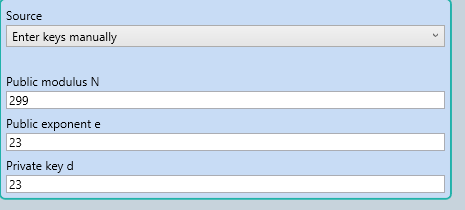 Source
Enter keys manually
Public modulus N
299
Public exponent e
23
Private key d
23